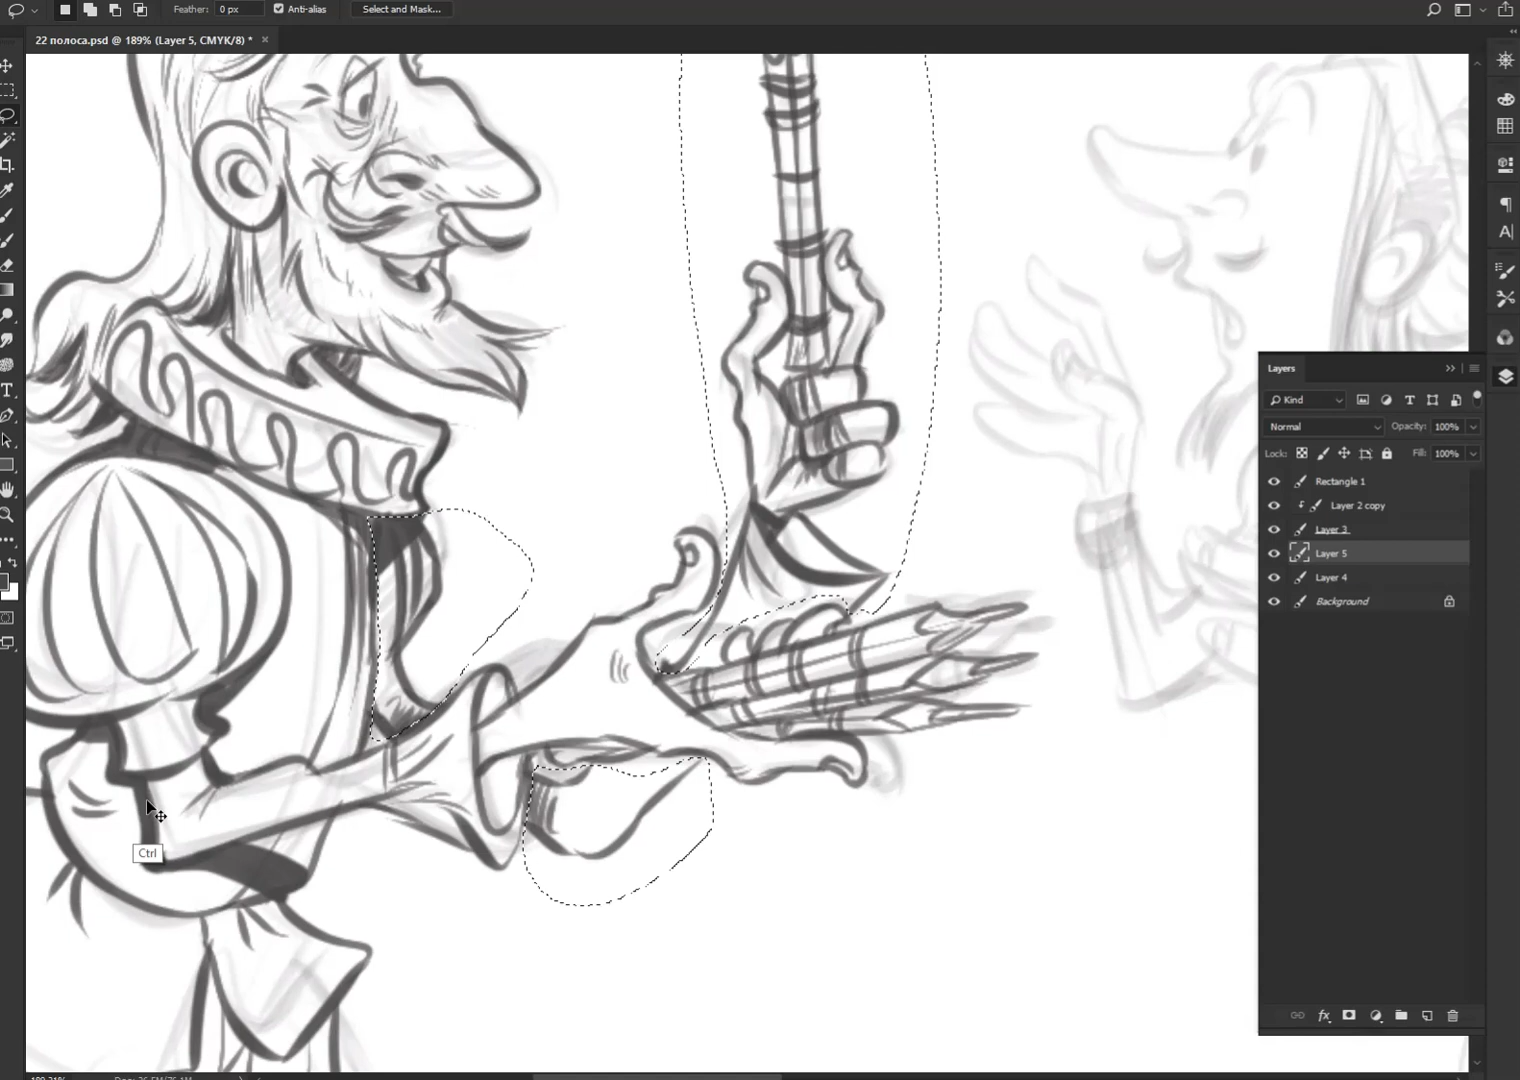 Feather: 0 px Anti-alias Select and Mask...
22 полоса.psd @ 189% (Layer 5, CMYK/8) * ×
Layers
Kind
Normal Opacity: 100%
Lock: Fill: 100%
Rectangle 1
Layer 2 copy
Layer 3
Layer 5
Layer 4
Background
Ctrl